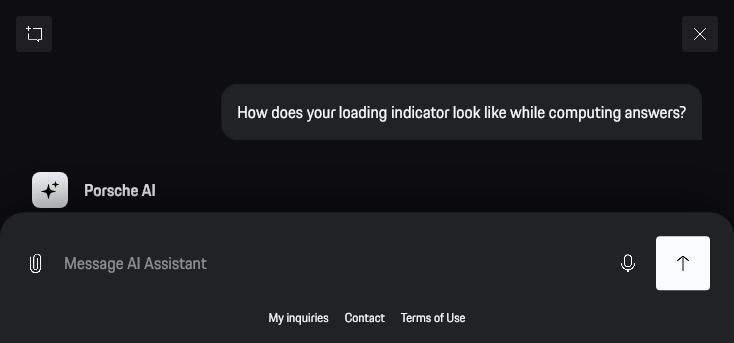 How does your loading indicator look like while computing answers?
Porsche AI
Message AI Assistant
My inquiries Contact Terms of Use